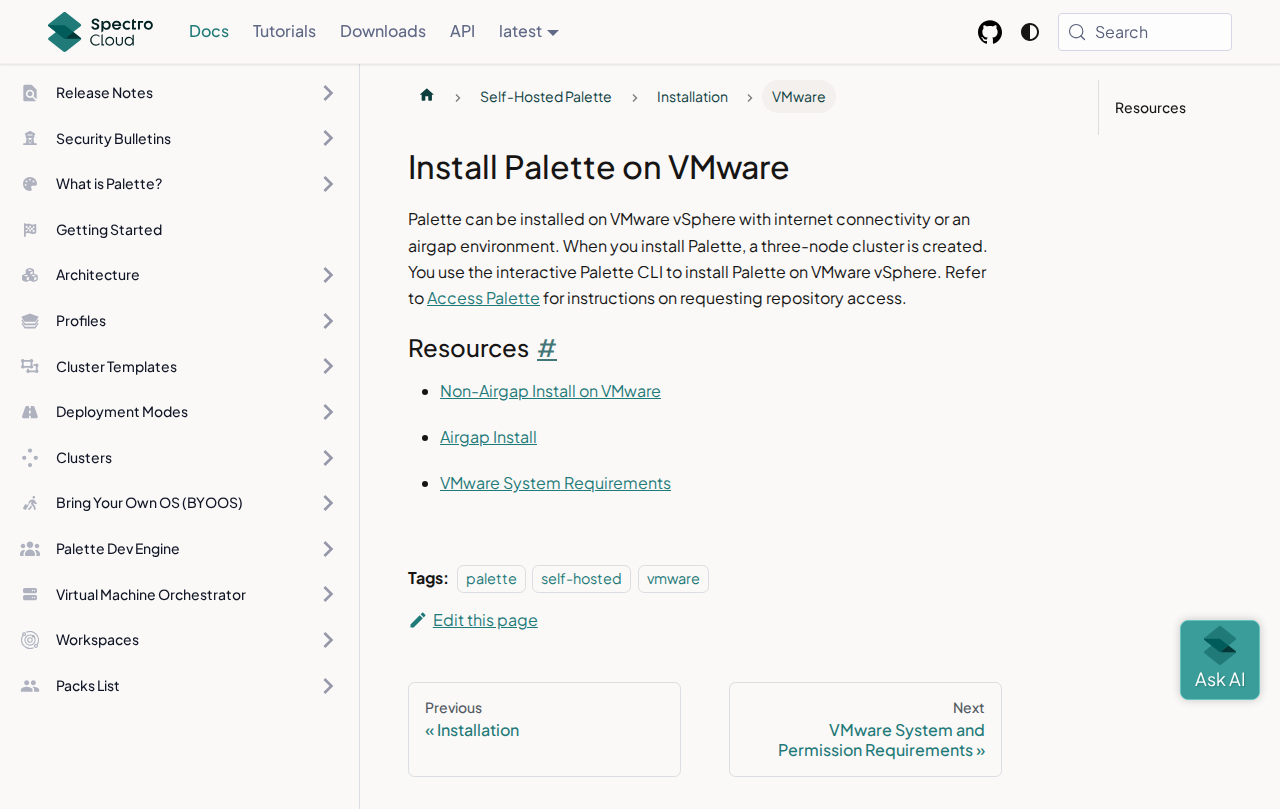 Spectro
Cloud
Docs
Tutorials
Downloads
API
latest
Search
Release Notes
Security Bulletins
What is Palette?
Getting Started
Architecture
Profiles
Cluster Templates
Deployment Modes
Clusters
Bring Your Own OS (BYOOS)
Palette Dev Engine
Virtual Machine Orchestrator
Workspaces
Packs List
Self-Hosted Palette
Installation
VMware
Install Palette on VMware
Palette can be installed on VMware vSphere with internet connectivity or an
airgap environment. When you install Palette, a three-node cluster is created.
You use the interactive Palette CLI to install Palette on VMware vSphere. Refer
to Access Palette for instructions on requesting repository access.
Resources #
Non-Airgap Install on VMware
Airgap Install
VMware System Requirements
Tags: palette self-hosted vmware
Edit this page
Previous
« Installation
Next
VMware System and
Permission Requirements »
Resources
Ask AI